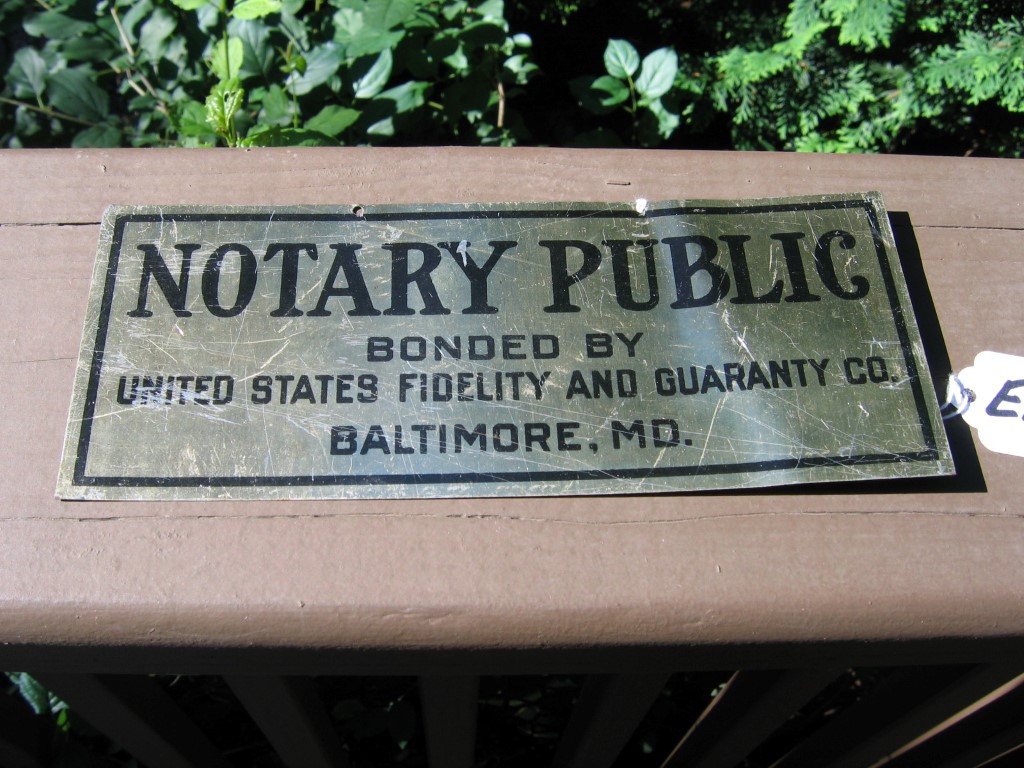 NOTARY PUBLIC
BONDED BY
UNITED STATES FIDELITY AND GUARANTY CO.
BALTIMORE, MD.